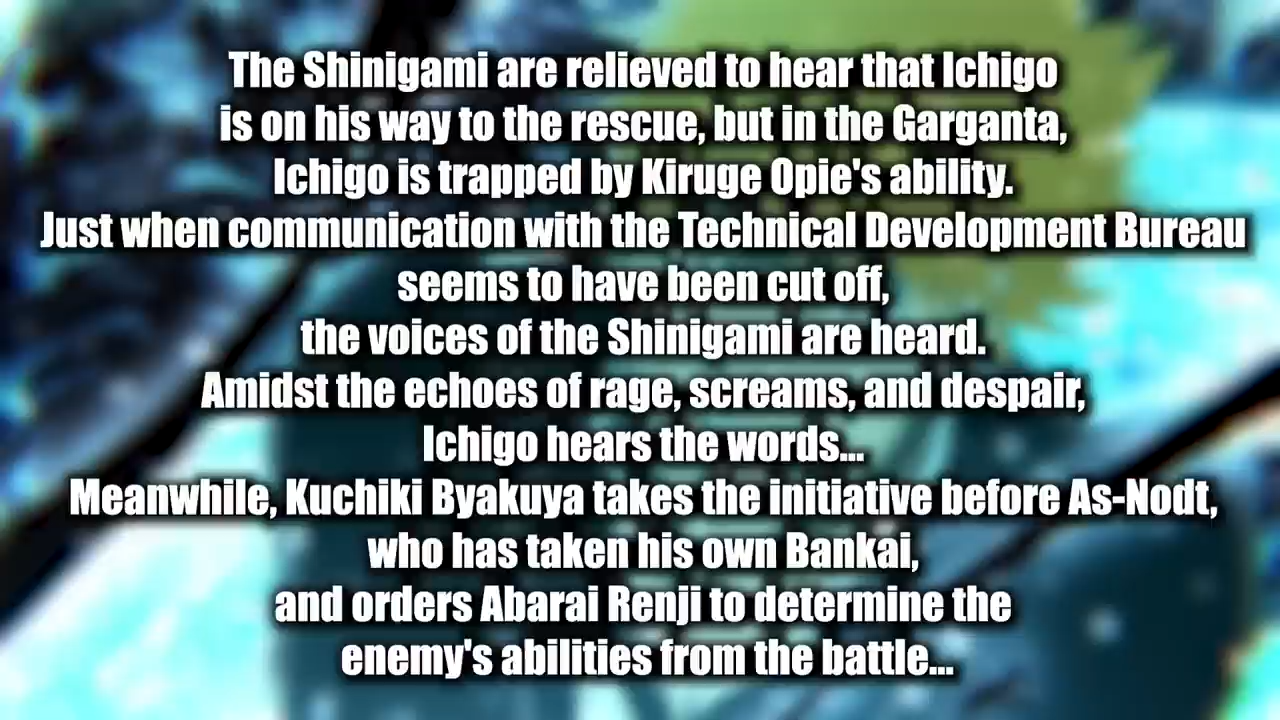 The Shinigami are relieved to hear that Ichigo
is on his way to the rescue, but in the Garganta,
Ichigo is trapped by Kiruge Opie's ability.
Just when communication with the Technical Development Bureau
seems to have been cut off,
the voices of the Shinigami are heard.
Amidst the echoes of rage, screams, and despair,
Ichigo hears the words...
Meanwhile, Kuchiki Byakuya takes the initiative before As-Nodt,
who has taken his own Bankai,
and orders Abarai Renji to determine the
enemy's abilities from the battle...